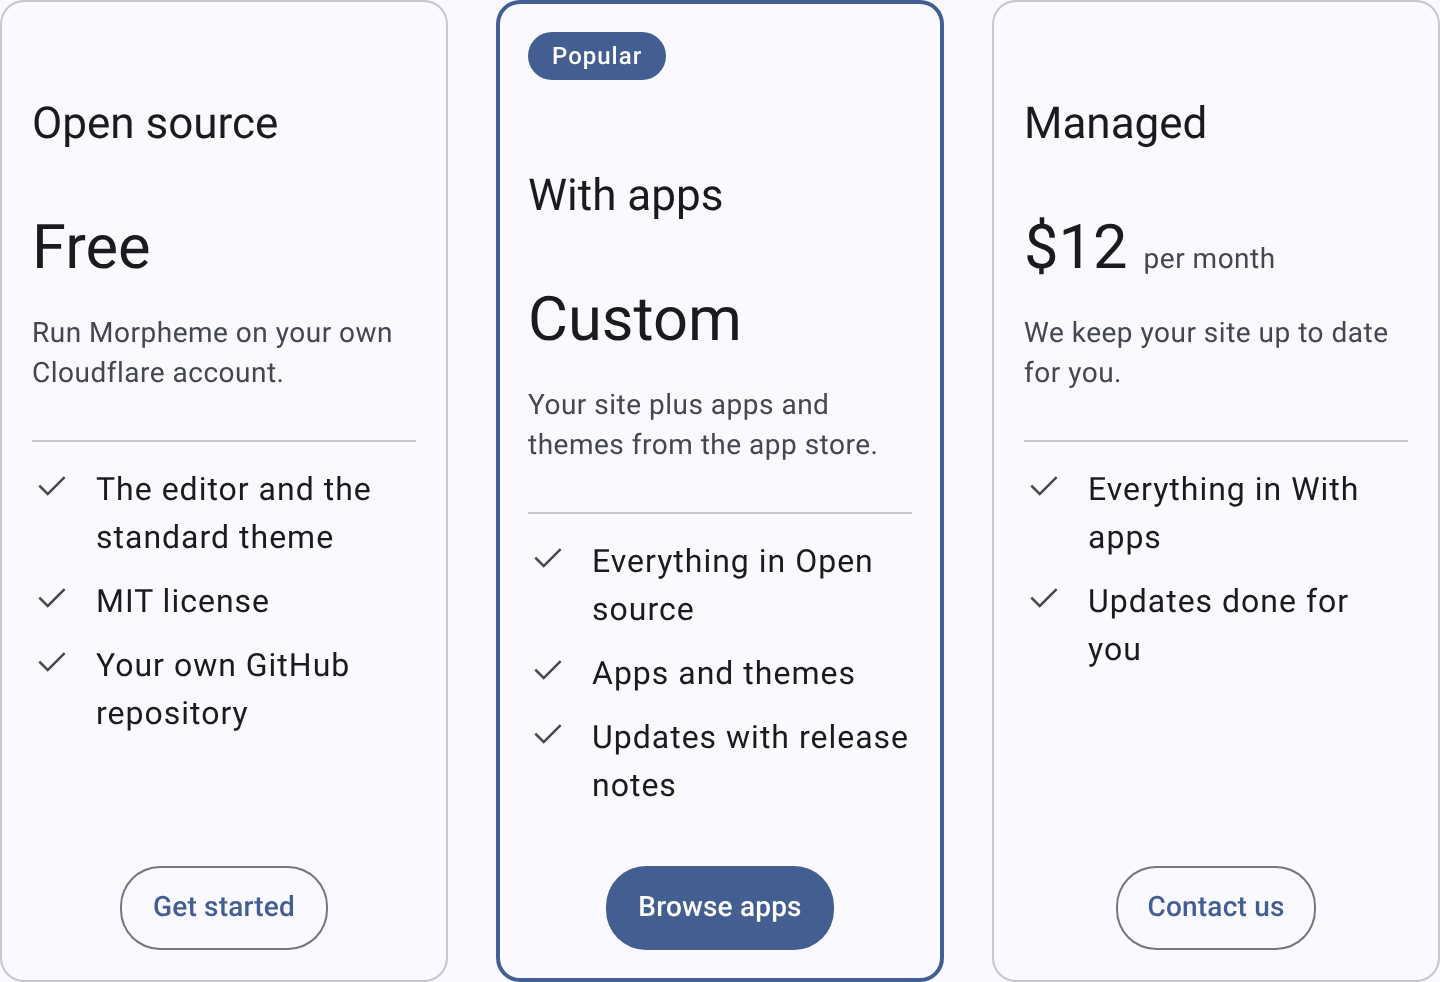 Open source
Free
Run Morpheme on your own
Cloudflare account.
The editor and the
standard theme
MIT license
Your own GitHub
repository
Get started
Popular
With apps
Custom
Your site plus apps and
themes from the app store.
Everything in Open
source
Apps and themes
Updates with release
notes
Browse apps
Managed
$12 per month
We keep your site up to date
for you.
Everything in With
apps
Updates done for
you
Contact us